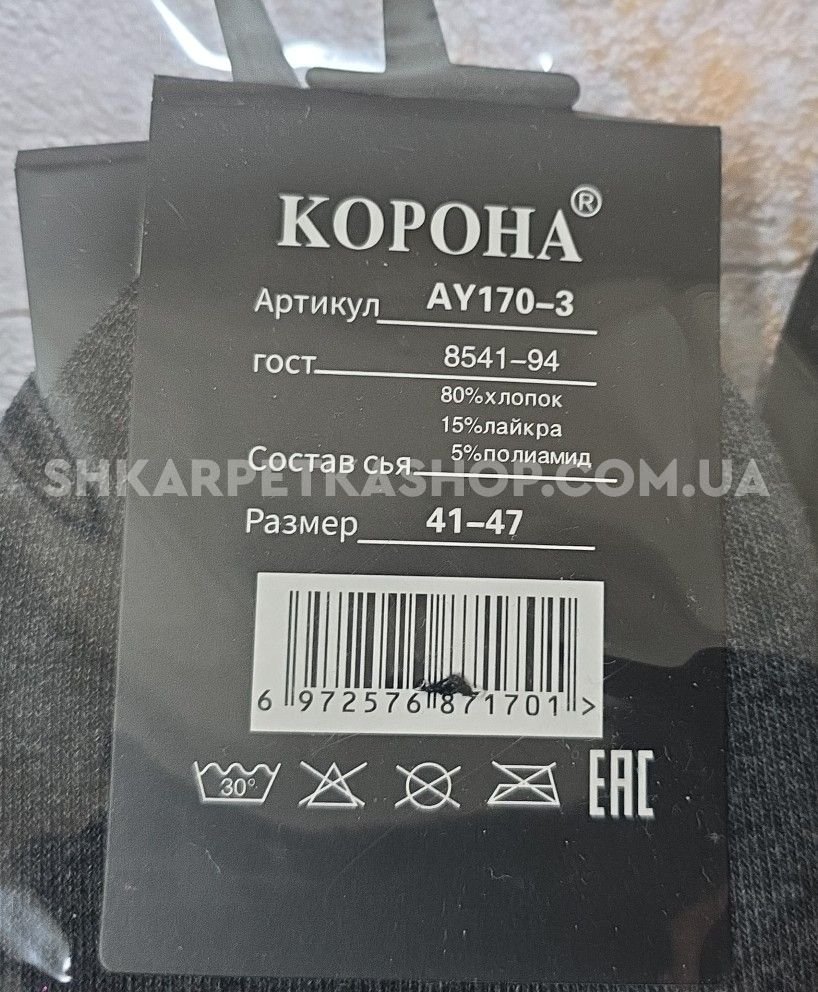 КОРОНА®
Артикул AY170-3
гост 8541-94
80%хлопок
15%лайкра
5%полиамид
Состав сья
SHKARPETKASHOP.COM.UA
Размер 41-47
6 972576 871701 >
30°
EAC